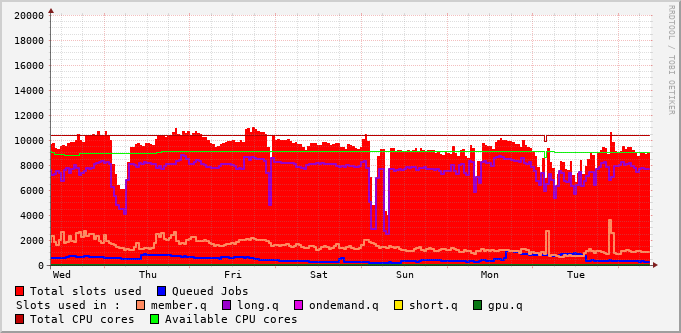 RRDTOOL / TOBI OETIKER
20000
18000
16000
14000
12000
10000
8000
6000
4000
2000
0
Wed Thu Fri Sat Sun Mon Tue
Total slots used Queued Jobs
Slots used in : member.q long.q ondemand.q short.q gpu.q
Total CPU cores Available CPU cores